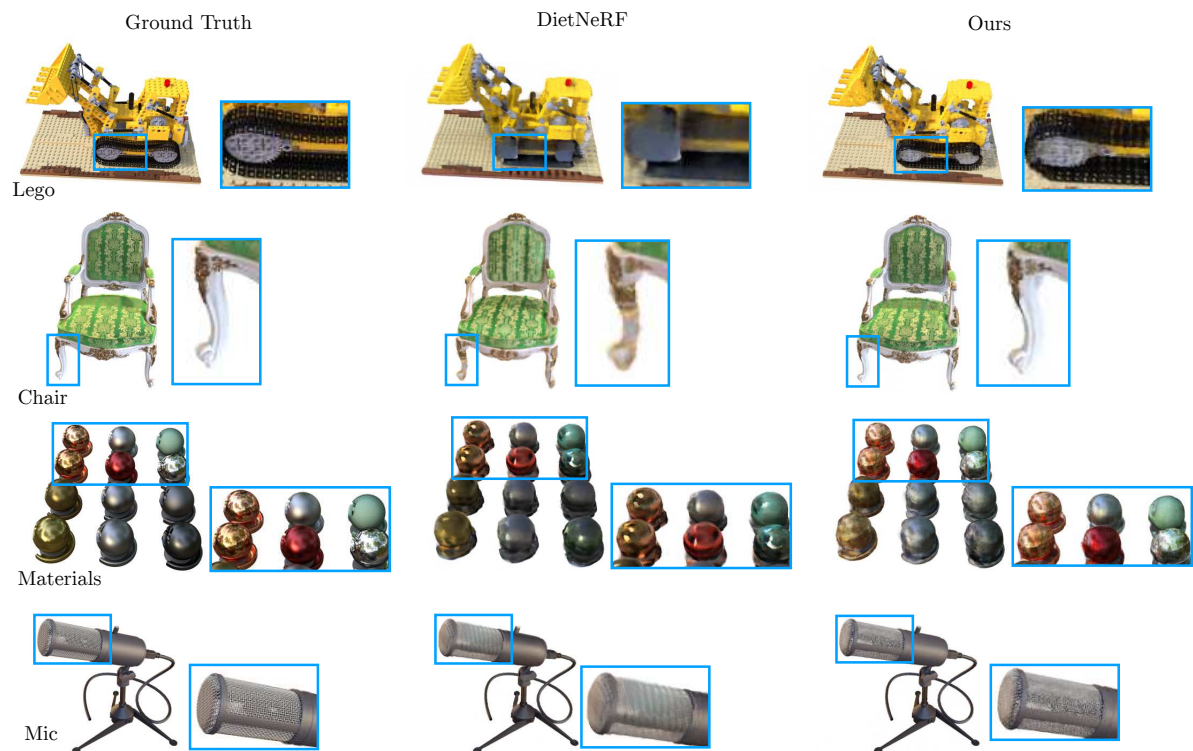 Ground Truth
DietNeRF
Ours
Lego
Chair
Materials
Mic